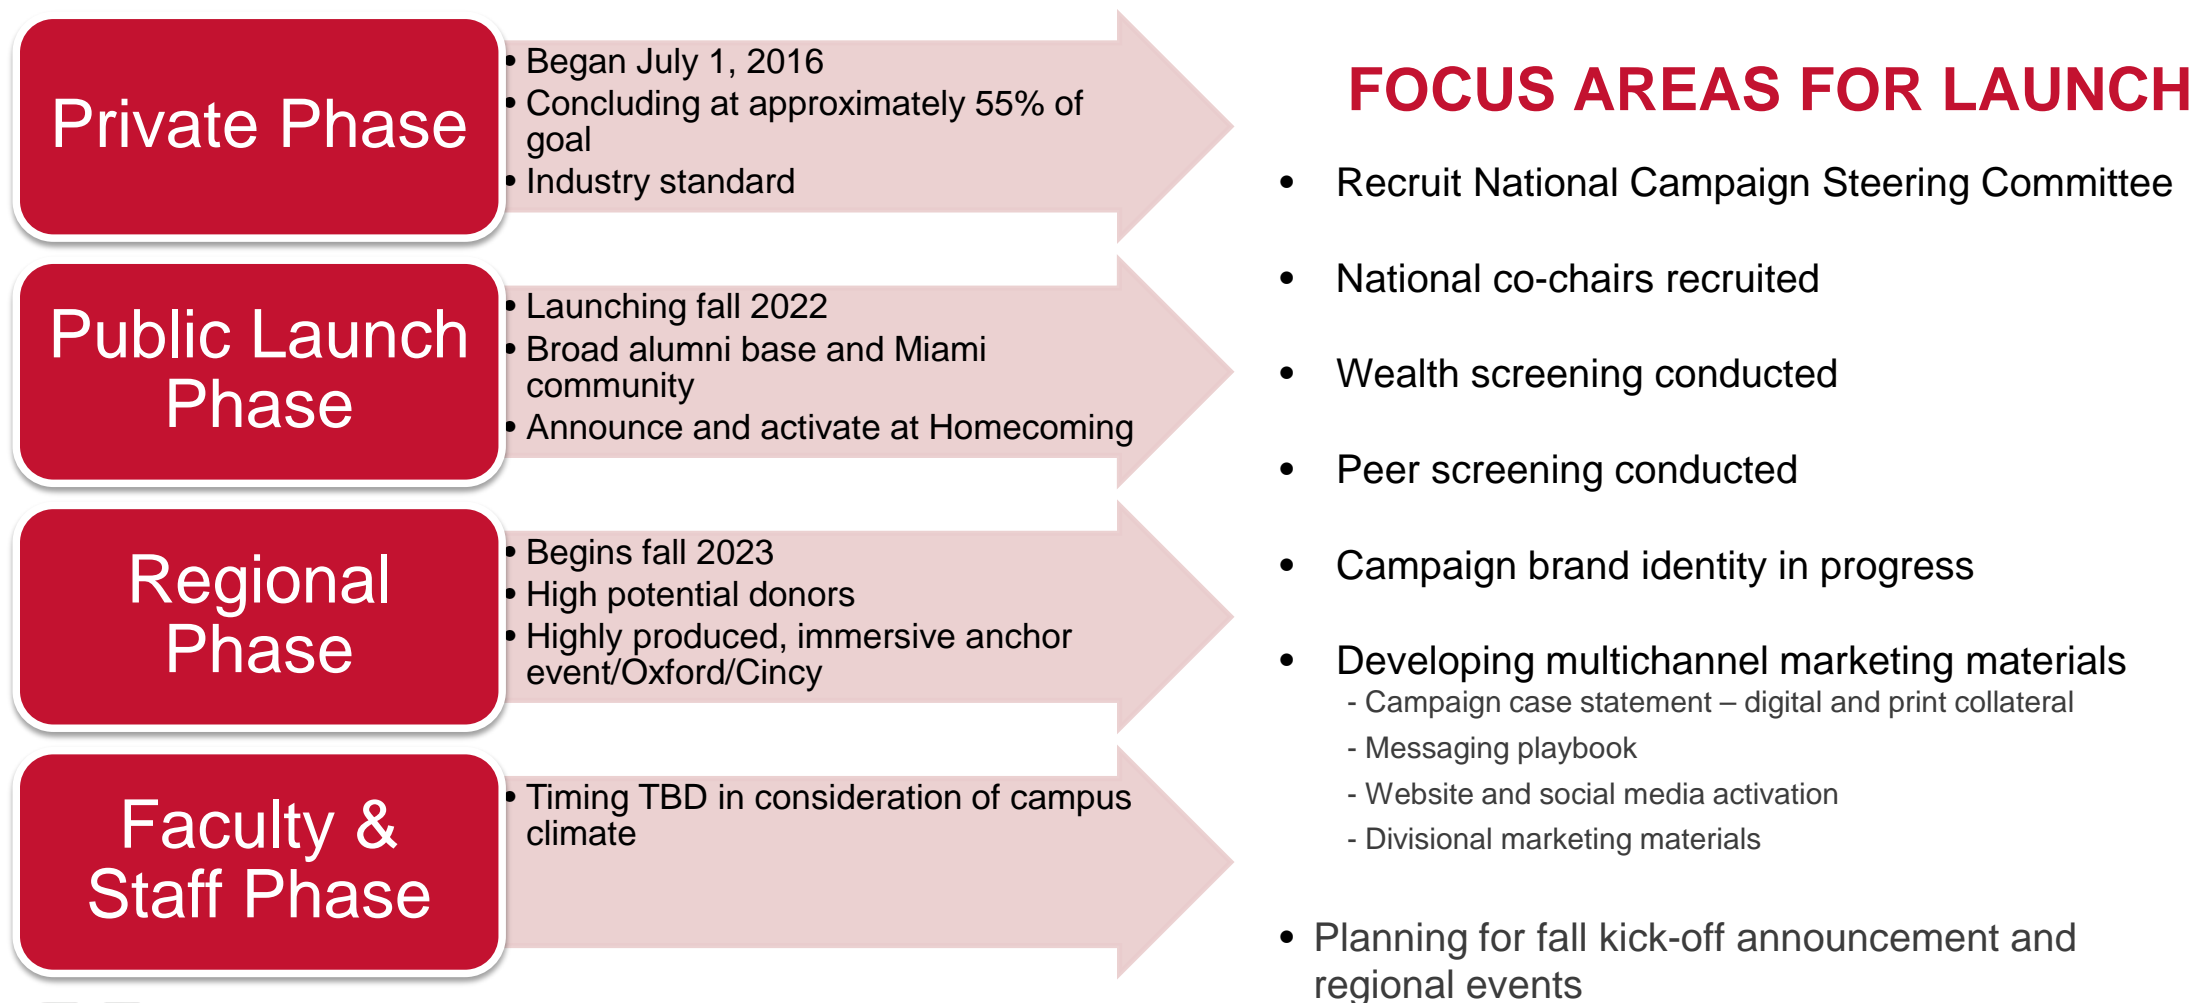 Private Phase
• Began July 1, 2016
• Concluding at approximately 55% of
goal
• Industry standard
Public Launch
Phase
• Launching fall 2022
• Broad alumni base and Miami
community
• Announce and activate at Homecoming
Regional
Phase
• Begins fall 2023
• High potential donors
• Highly produced, immersive anchor
event/Oxford/Cincy
Faculty &
Staff Phase
• Timing TBD in consideration of campus
climate
FOCUS AREAS FOR LAUNCH
• Recruit National Campaign Steering Committee
• National co-chairs recruited
• Wealth screening conducted
• Peer screening conducted
• Campaign brand identity in progress
• Developing multichannel marketing materials
- Campaign case statement – digital and print collateral
- Messaging playbook
- Website and social media activation
- Divisional marketing materials
• Planning for fall kick-off announcement and
regional events